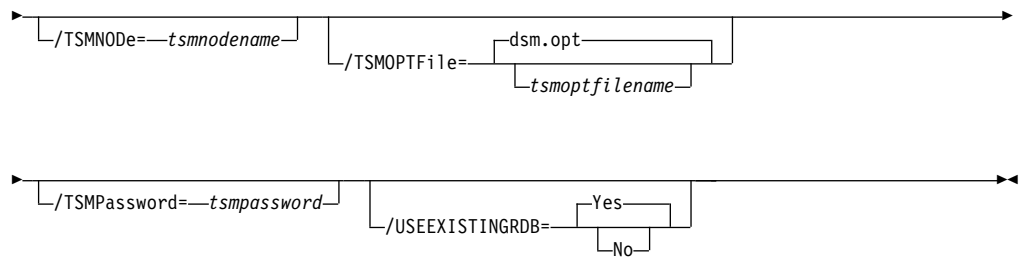 /TSMNODe= tsmnodename
/TSMOPTFile= dsm.opt
tsmoptfilename
/TSMPassword= tsmpassword
/USEEXISTINGRDB= Yes
No